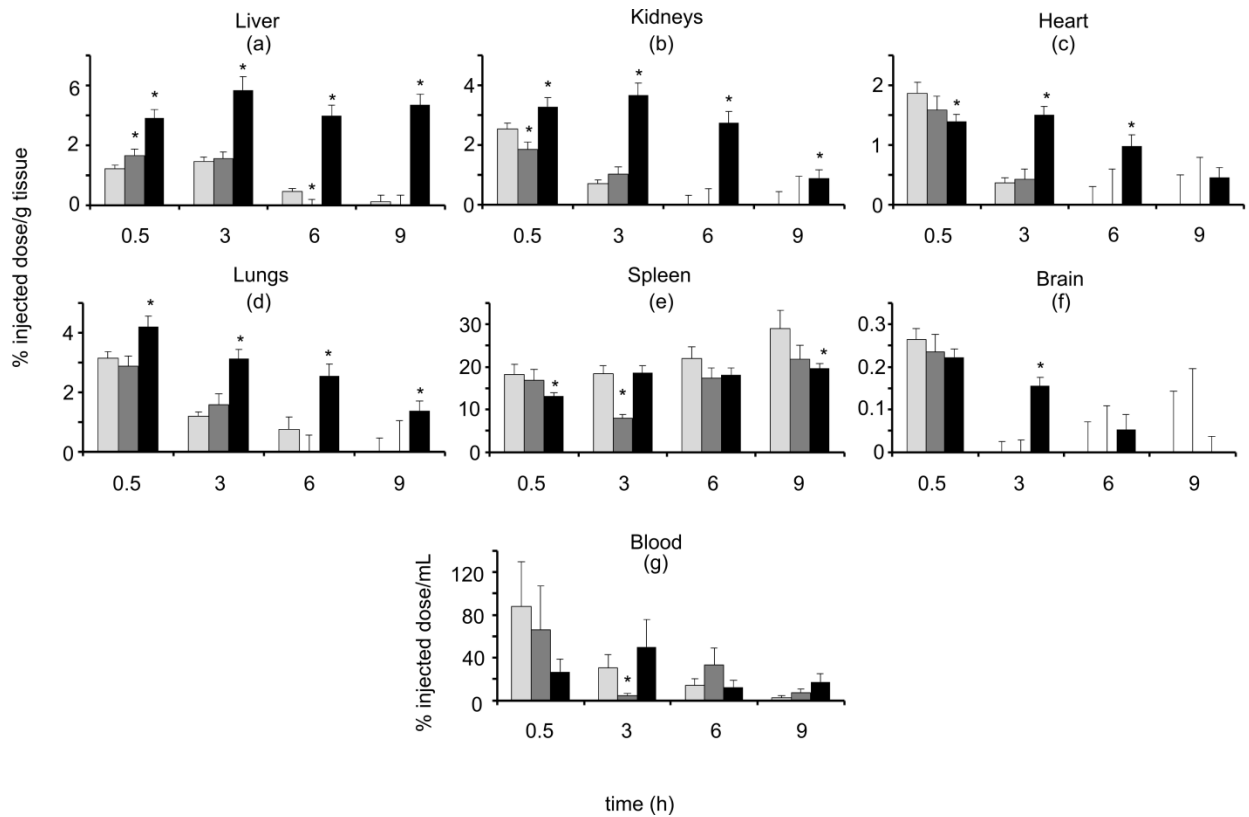 Liver
(a)
Kidneys
(b)
Heart
(c)
6
4
2
*
*
*
*
*
*
2
0
*
*
*
*
*
2
0
*
*
*
1
0
0.5 3 6 9
0.5 3 6 9
0.5 3 6 9
% injected dose/g tissue
Lungs
(d)
Spleen
(e)
Brain
(f)
4
2
0
*
*
*
*
30
20
10
0
*
*
*
0.3
0.2
0.1
0
*
0.5 3 6 9
0.5 3 6 9
0.5 3 6 9
Blood
(g)
% injected dose/mL
120
80
40
0
*
0.5 3 6 9
time (h)